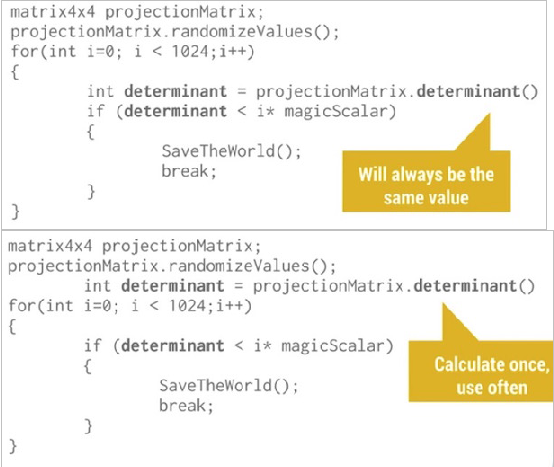 matrix4x4 projectionMatrix;
projectionMatrix.randomizeValues();
for(int i=0; i < 1024;i++)
{
int determinant = projectionMatrix.determinant()
if (determinant < i* magicScalar)
{
SaveTheWorld();
break;
}
}
Will always be the
same value
matrix4x4 projectionMatrix;
projectionMatrix.randomizeValues();
int determinant = projectionMatrix.determinant()
for(int i=0; i < 1024;i++)
{
if (determinant < i* magicScalar)
{
SaveTheWorld();
break;
}
}
Calculate once,
use often